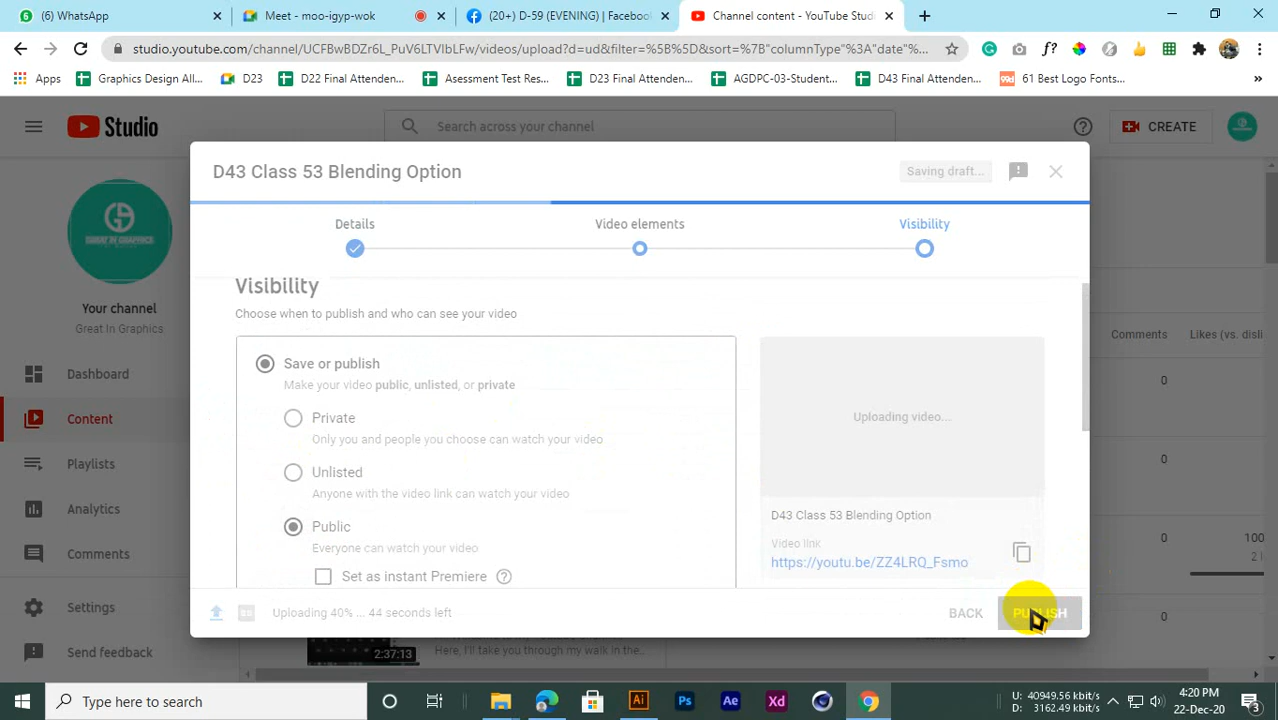 (6) WhatsApp
Meet - moo-igyp-wok
(20+) D-59 (EVENING) | Facebook
Channel content - YouTube Stud
studio.youtube.com/channel/UCFBwBDZr6L_PuV6LTVIbLFw/videos/upload?d=ud&filter=%5B%5D&sort=%7B"columnType"%3A"date"%...
Apps
Graphics Design All...
D23
D22 Final Attenden...
Asessment Test Res...
D23 Final Attenden...
AGDPC-03-Student...
D43 Final Attenden...
61 Best Logo Fonts...
Studio
Search across your channel
CREATE
D43 Class 53 Blending Option
Saving draft...
Details
Video elements
Visibility
Your channel
Great In Graphics
Dashboard
Content
Playlists
Analytics
Comments
Settings
Send feedback
Visibility
Choose when to publish and who can see your video
Save or publish
Make your video public, unlisted, or private
Private
Only you and people you choose can watch your video
Unlisted
Anyone with the video link can watch your video
Public
Everyone can watch your video
Set as instant Premiere
Uploading video...
D43 Class 53 Blending Option
Video link
https://youtu.be/ZZ4LRQ_Fsmo
Comments
Likes (vs. disli
0
0
0
100
0
Uploading 40% ... 44 seconds left
BACK
PUBLISH
2:37:13
Here, I'll take you through my walk in the...
Type here to search
Ai
Ps
Ae
Xd
U: 40949.56 kbit/s
D: 3162.49 kbit/s
4:20 PM
22-Dec-20
3